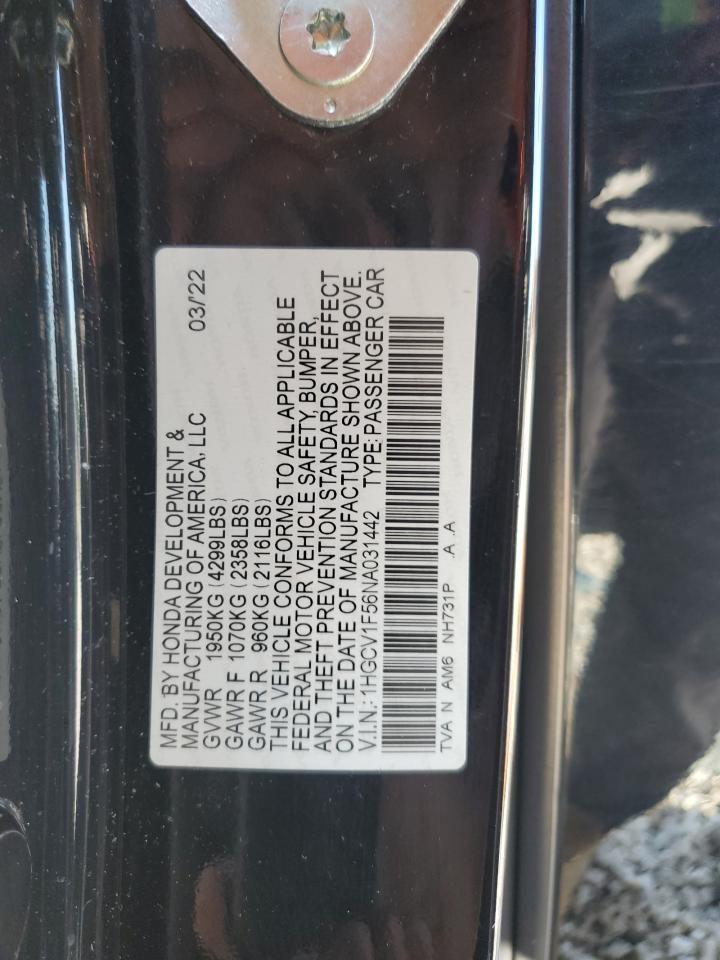 MFD. BY HONDA DEVELOPMENT & 03/'22
MANUFACTURING OF AMERICA, LLC
GVWR 1950KG (4299LBS)
GAWR F 1070KG (2358LBS)
GAWR R 960KG (2116LBS)
THIS VEHICLE CONFORMS TO ALL APPLICABLE
FEDERAL MOTOR VEHICLE SAFETY, BUMPER,
AND THEFT PREVENTION STANDARDS IN EFFECT
ON THE DATE OF MANUFACTURE SHOWN ABOVE.
V.I.N.: 1HGCV1F56NA031442 TYPE: PASSENGER CAR
TVA N AM6 NH731P .A .A